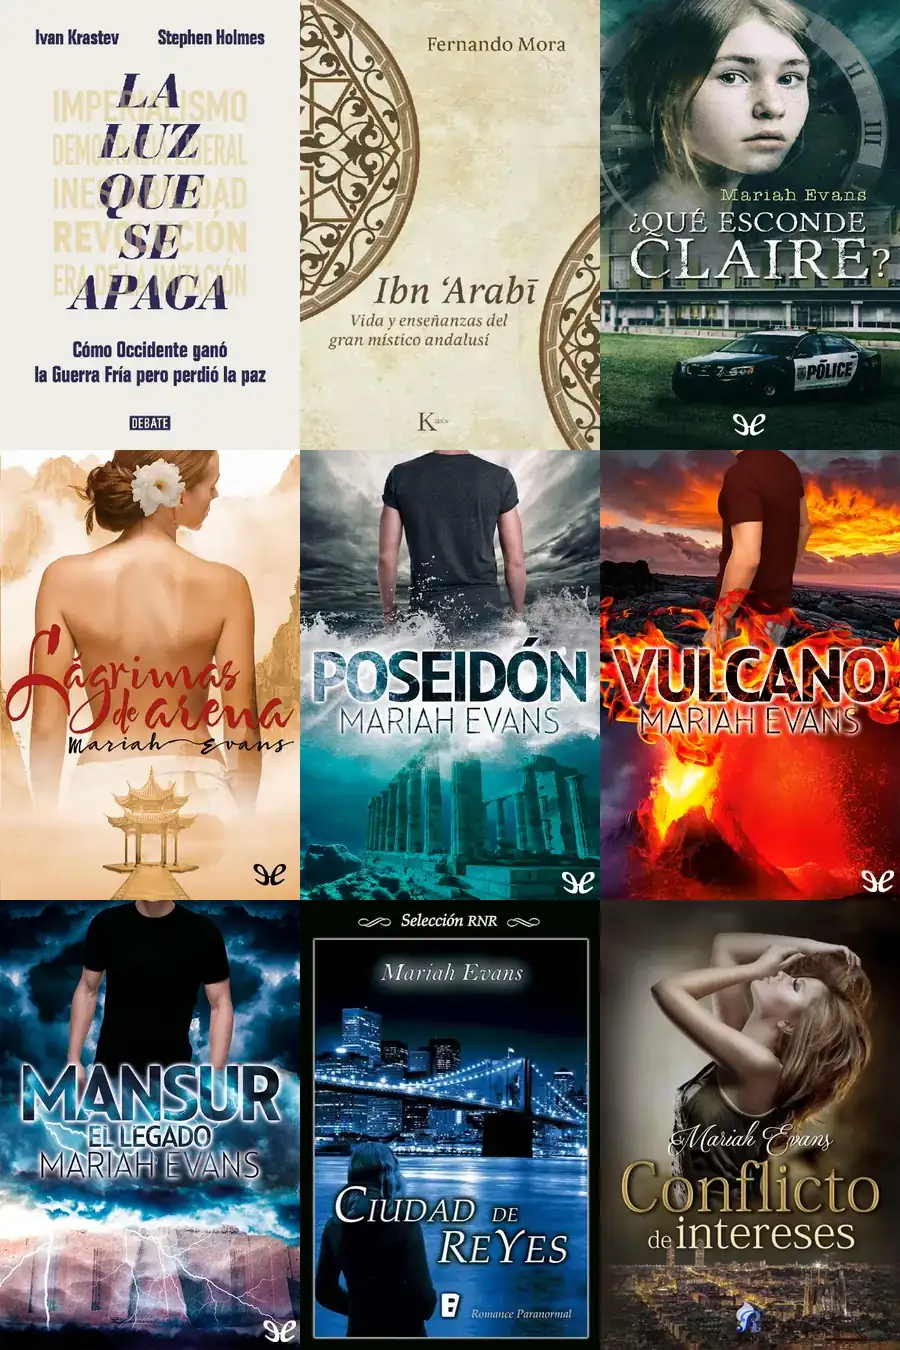 Ivan Krastev Stephen Holmes
IMPERIALISMO
DEMOCRACIA LIBERAL
INESTABILIDAD
REVOLUCIÓN
ERA DE LA IMITACIÓN
LA
LUZ
QUE
SE
APAGA
Cómo Occidente ganó
la Guerra Fría pero perdió la paz
DEBATE
Fernando Mora
Ibn ‘Arabī
Vida y enseñanzas del
gran místico andalusí
K
II
III
Mariah Evans
¿QUÉ ESCONDE
CLAIRE?
POLICE
Lágrimas
de arena
Mariah Evans
POSEIDÓN
MARIAH EVANS
VULCANO
MARIAH EVANS
MANSUR
EL LEGADO
MARIAH EVANS
Selección RNR
Mariah Evans
CIUDAD DE
REYES
Romance Paranormal
Mariah Evans
Conflicto
de intereses